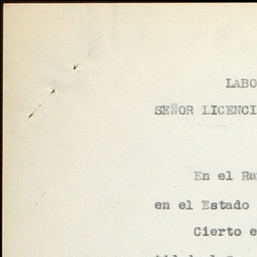 LABO
SEÑOR LICENCI
En el Ra
en el Estado
Cierto e